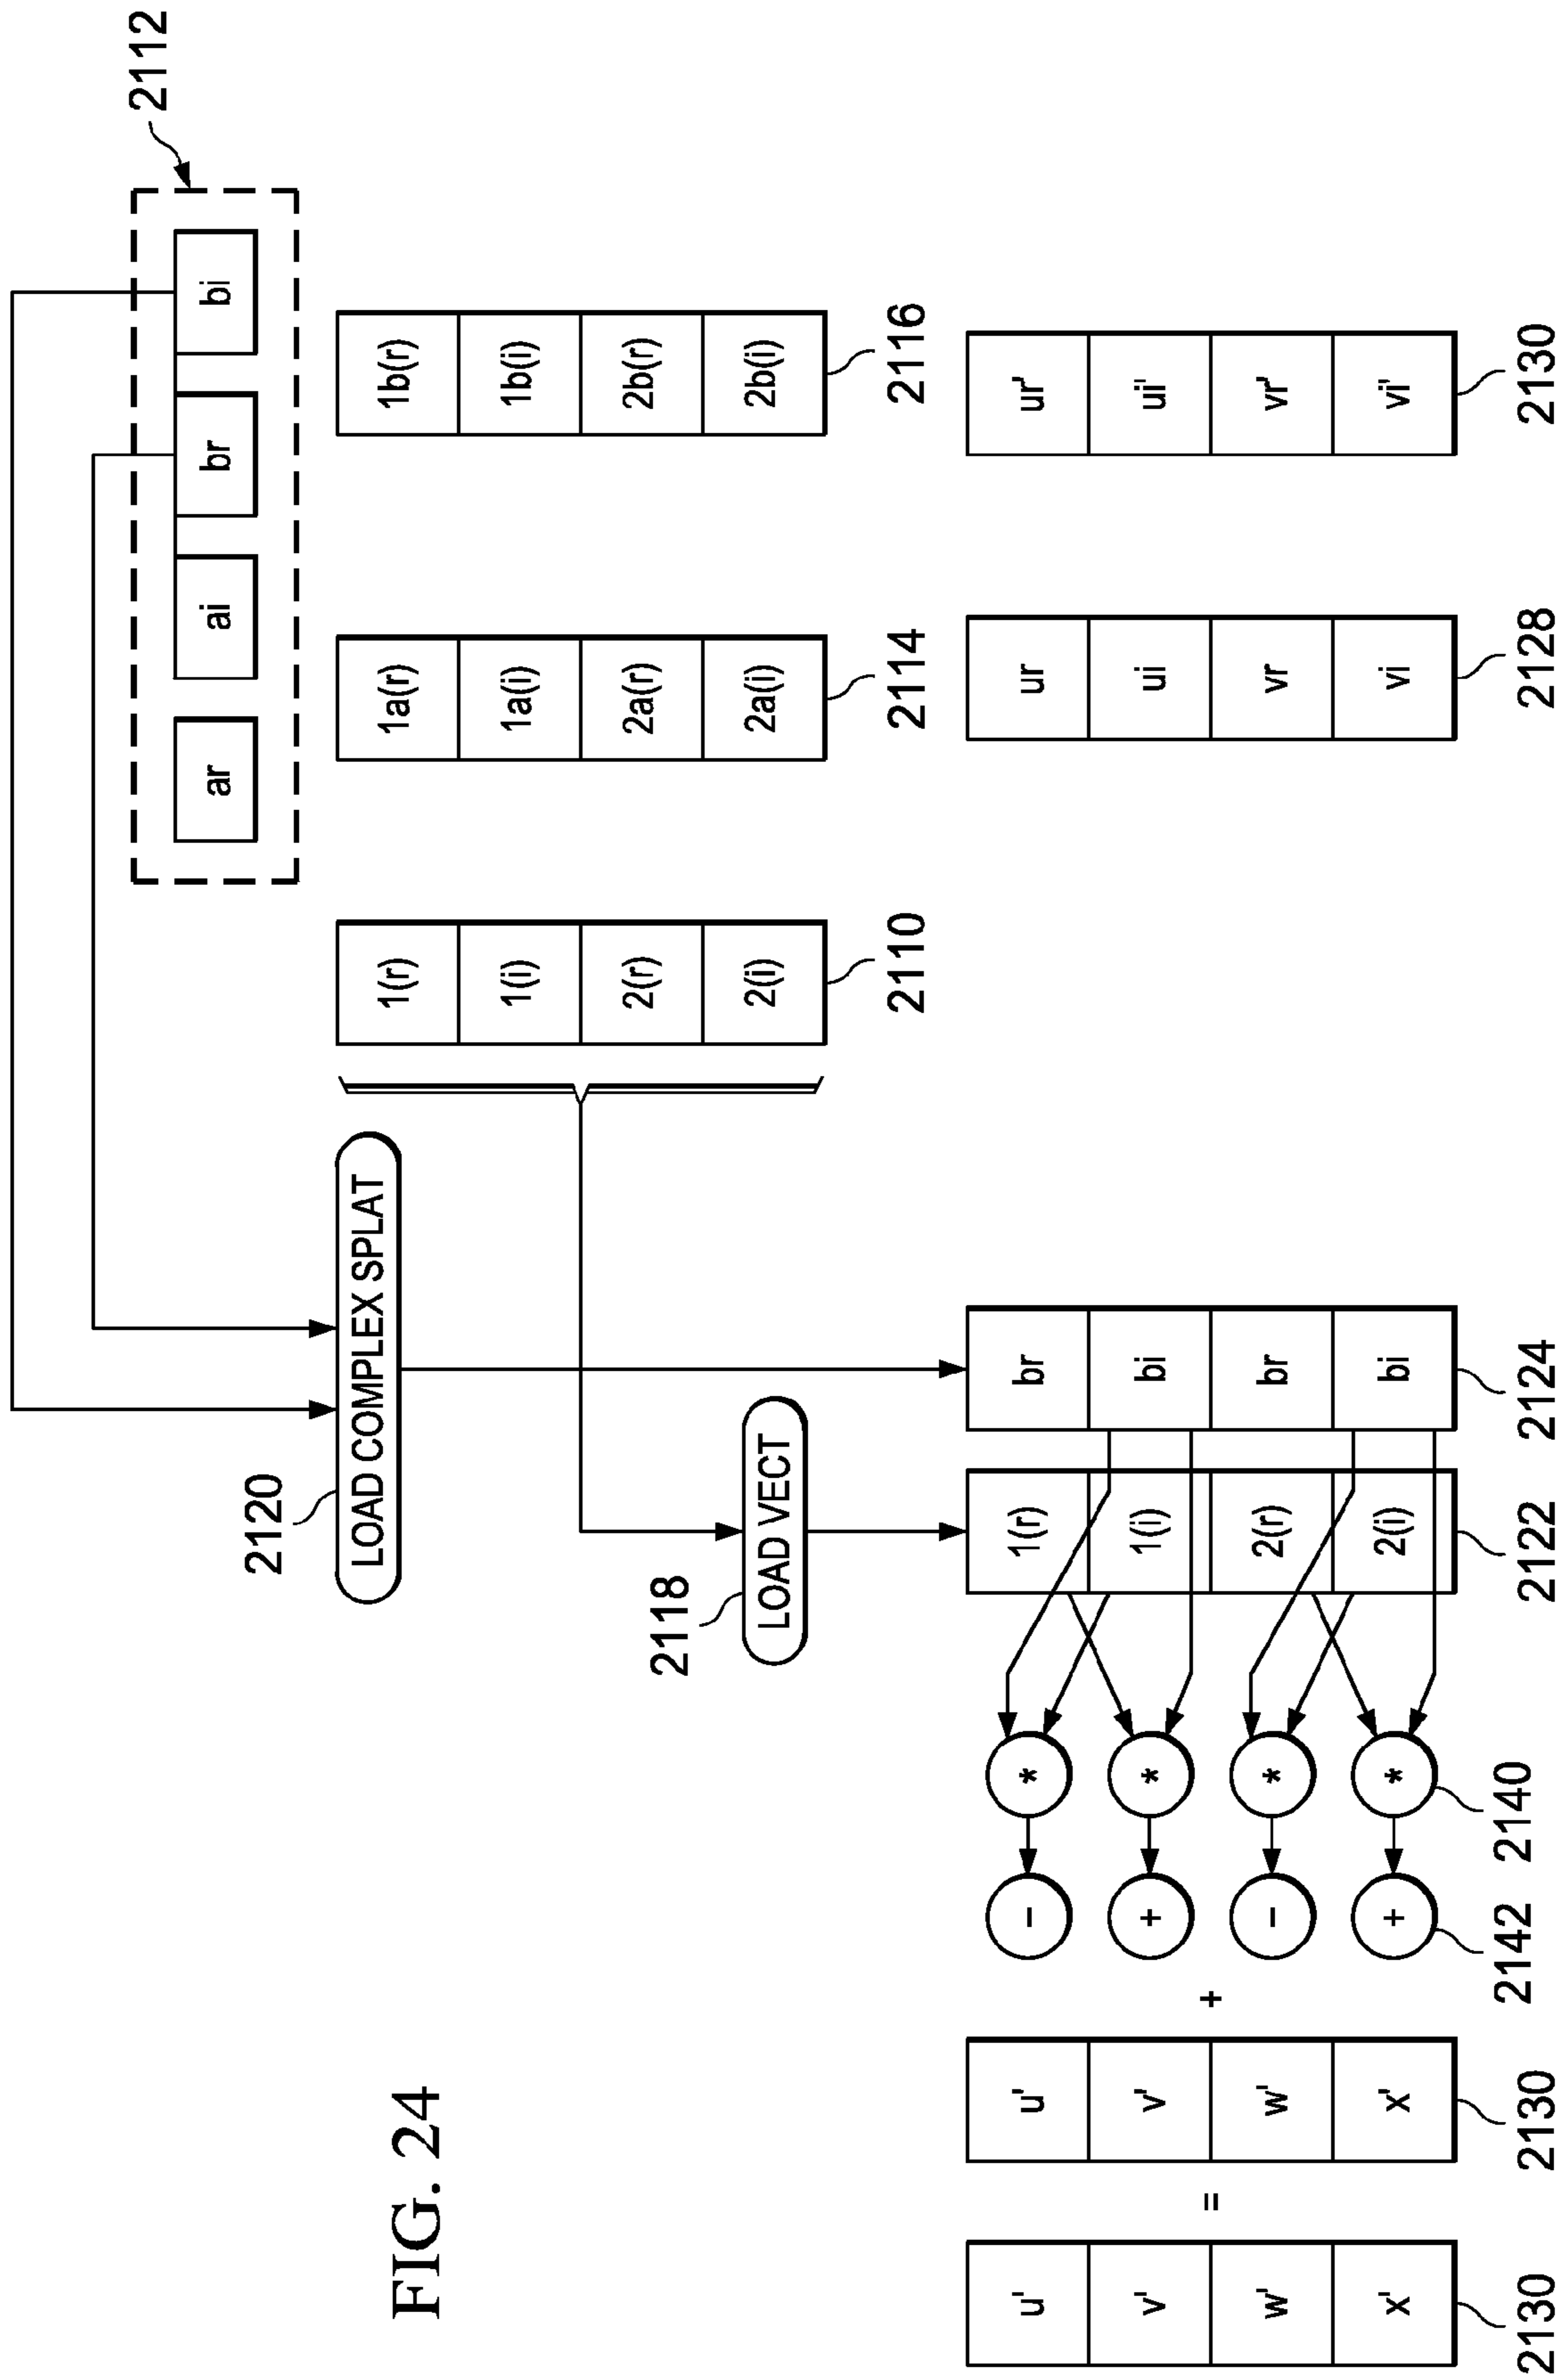 FIG. 24
2112
ar
ai
br
bi
2120
LOAD COMPLEX SPLAT
1(r)
1(i)
2(r)
2(i)
2110
1a(r)
1a(i)
2a(r)
2a(i)
2114
1b(r)
1b(i)
2b(r)
2b(i)
2116
2118
LOAD VECT
u'
v'
w'
x'
2130
=
u'
v'
w'
x'
2130
+
-
+
-
+
2142
*
*
*
*
2140
1(r)
1(i)
2(r)
2(i)
2122
br
bi
br
bi
2124
ur
ui
vr
vi
2128
ur'
ui'
vr'
vi'
2130